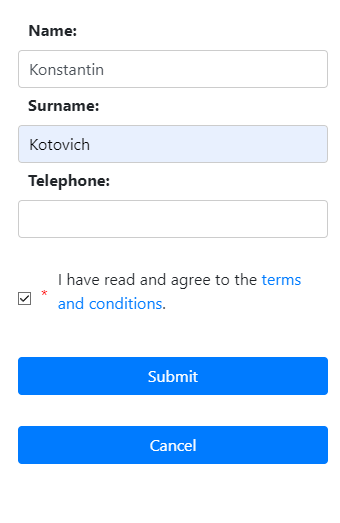 Name:
Konstantin
Surname:
Kotovich
Telephone:
* I have read and agree to the terms
and conditions.
Submit
Cancel